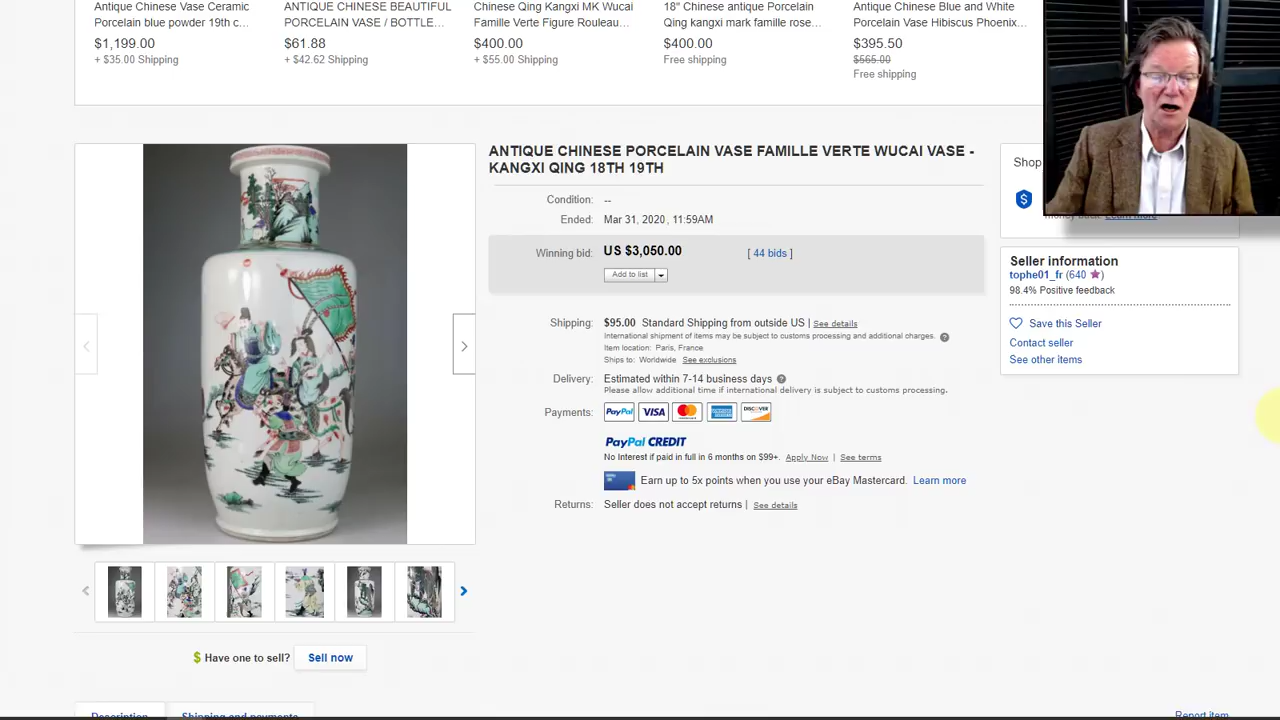 Antique Chinese Vase Ceramic
Porcelain blue powder 19th c...
$1,199.00
+ $35.00 Shipping
ANTIQUE CHINESE BEAUTIFUL
PORCELAIN VASE / BOTTLE...
$61.88
+ $42.62 Shipping
Chinese Qing Kangxi MK Wucai
Famille Verte Figure Rouleau...
$400.00
+ $55.00 Shipping
18" Chinese antique Porcelain
Qing kangxi mark famille rose...
$400.00
Free shipping
Antique Chinese Blue and White
Porcelain Vase Hibiscus Phoenix...
$395.50
$565.00
Free shipping
ANTIQUE CHINESE PORCELAIN VASE FAMILLE VERTE WUCAI VASE -
KANGXI QING 18TH 19TH
Condition: --
Ended: Mar 31, 2020 , 11:59AM
Winning bid: US $3,050.00 [ 44 bids ]
Add to list
Shipping: $95.00 Standard Shipping from outside US | See details
International shipment of items may be subject to customs processing and additional charges.
Item location: Paris, France
Ships to: Worldwide See exclusions
Delivery: Estimated within 7-14 business days
Please allow additional time if international delivery is subject to customs processing.
Payments: PayPal VISA MasterCard AMERICAN EXPRESS DISCOVER
PayPal CREDIT
No Interest if paid in full in 6 months on $99+. Apply Now | See terms
Earn up to 5x points when you use your eBay Mastercard. Learn more
Returns: Seller does not accept returns | See details
Shop
money back. Learn more
Seller information
tophe01_fr (640 )
98.4% Positive feedback
Save this Seller
Contact seller
See other items
$ Have one to sell? Sell now
Description
Shipping and payments
Report item